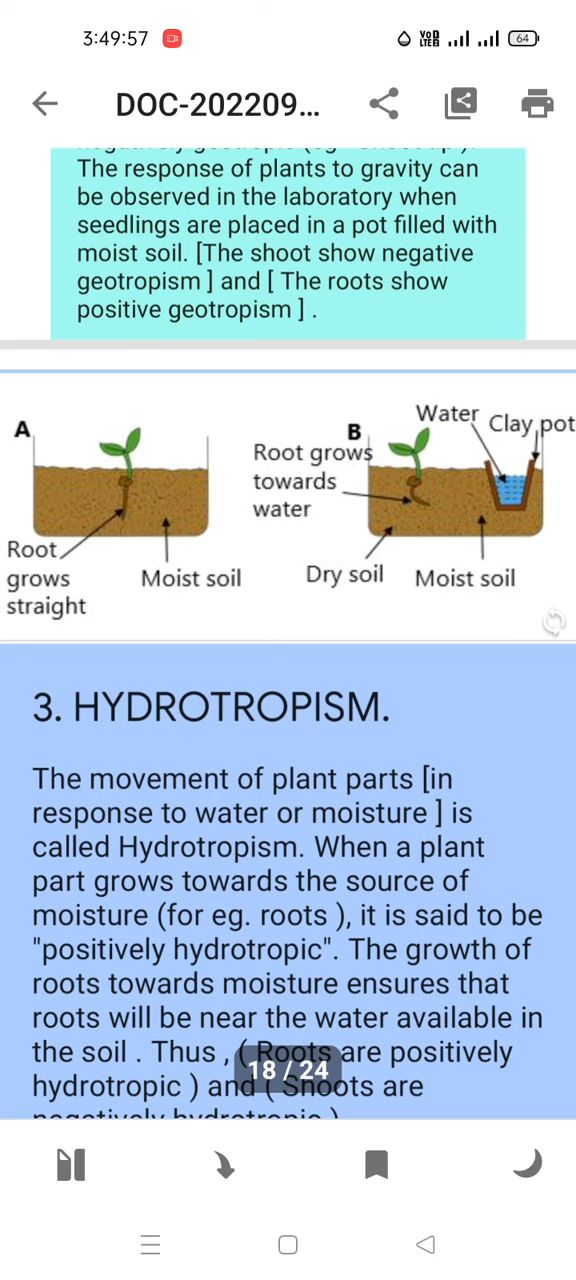 3:49:57
Vo
LTE
64
DOC-202209...
The response of plants to gravity can
be observed in the laboratory when
seedlings are placed in a pot filled with
moist soil. [The shoot show negative
geotropism ] and [ The roots show
positive geotropism ] .
A
Root
grows
straight
Moist soil
B
Root grows
towards
water
Water
Clay pot
Dry soil
Moist soil
3. HYDROTROPISM.
The movement of plant parts [in
response to water or moisture ] is
called Hydrotropism. When a plant
part grows towards the source of
moisture (for eg. roots ), it is said to be
"positively hydrotropic". The growth of
roots towards moisture ensures that
roots will be near the water available in
the soil . Thus , ( Roots are positively
hydrotropic ) and ( Shoots are
18 / 24